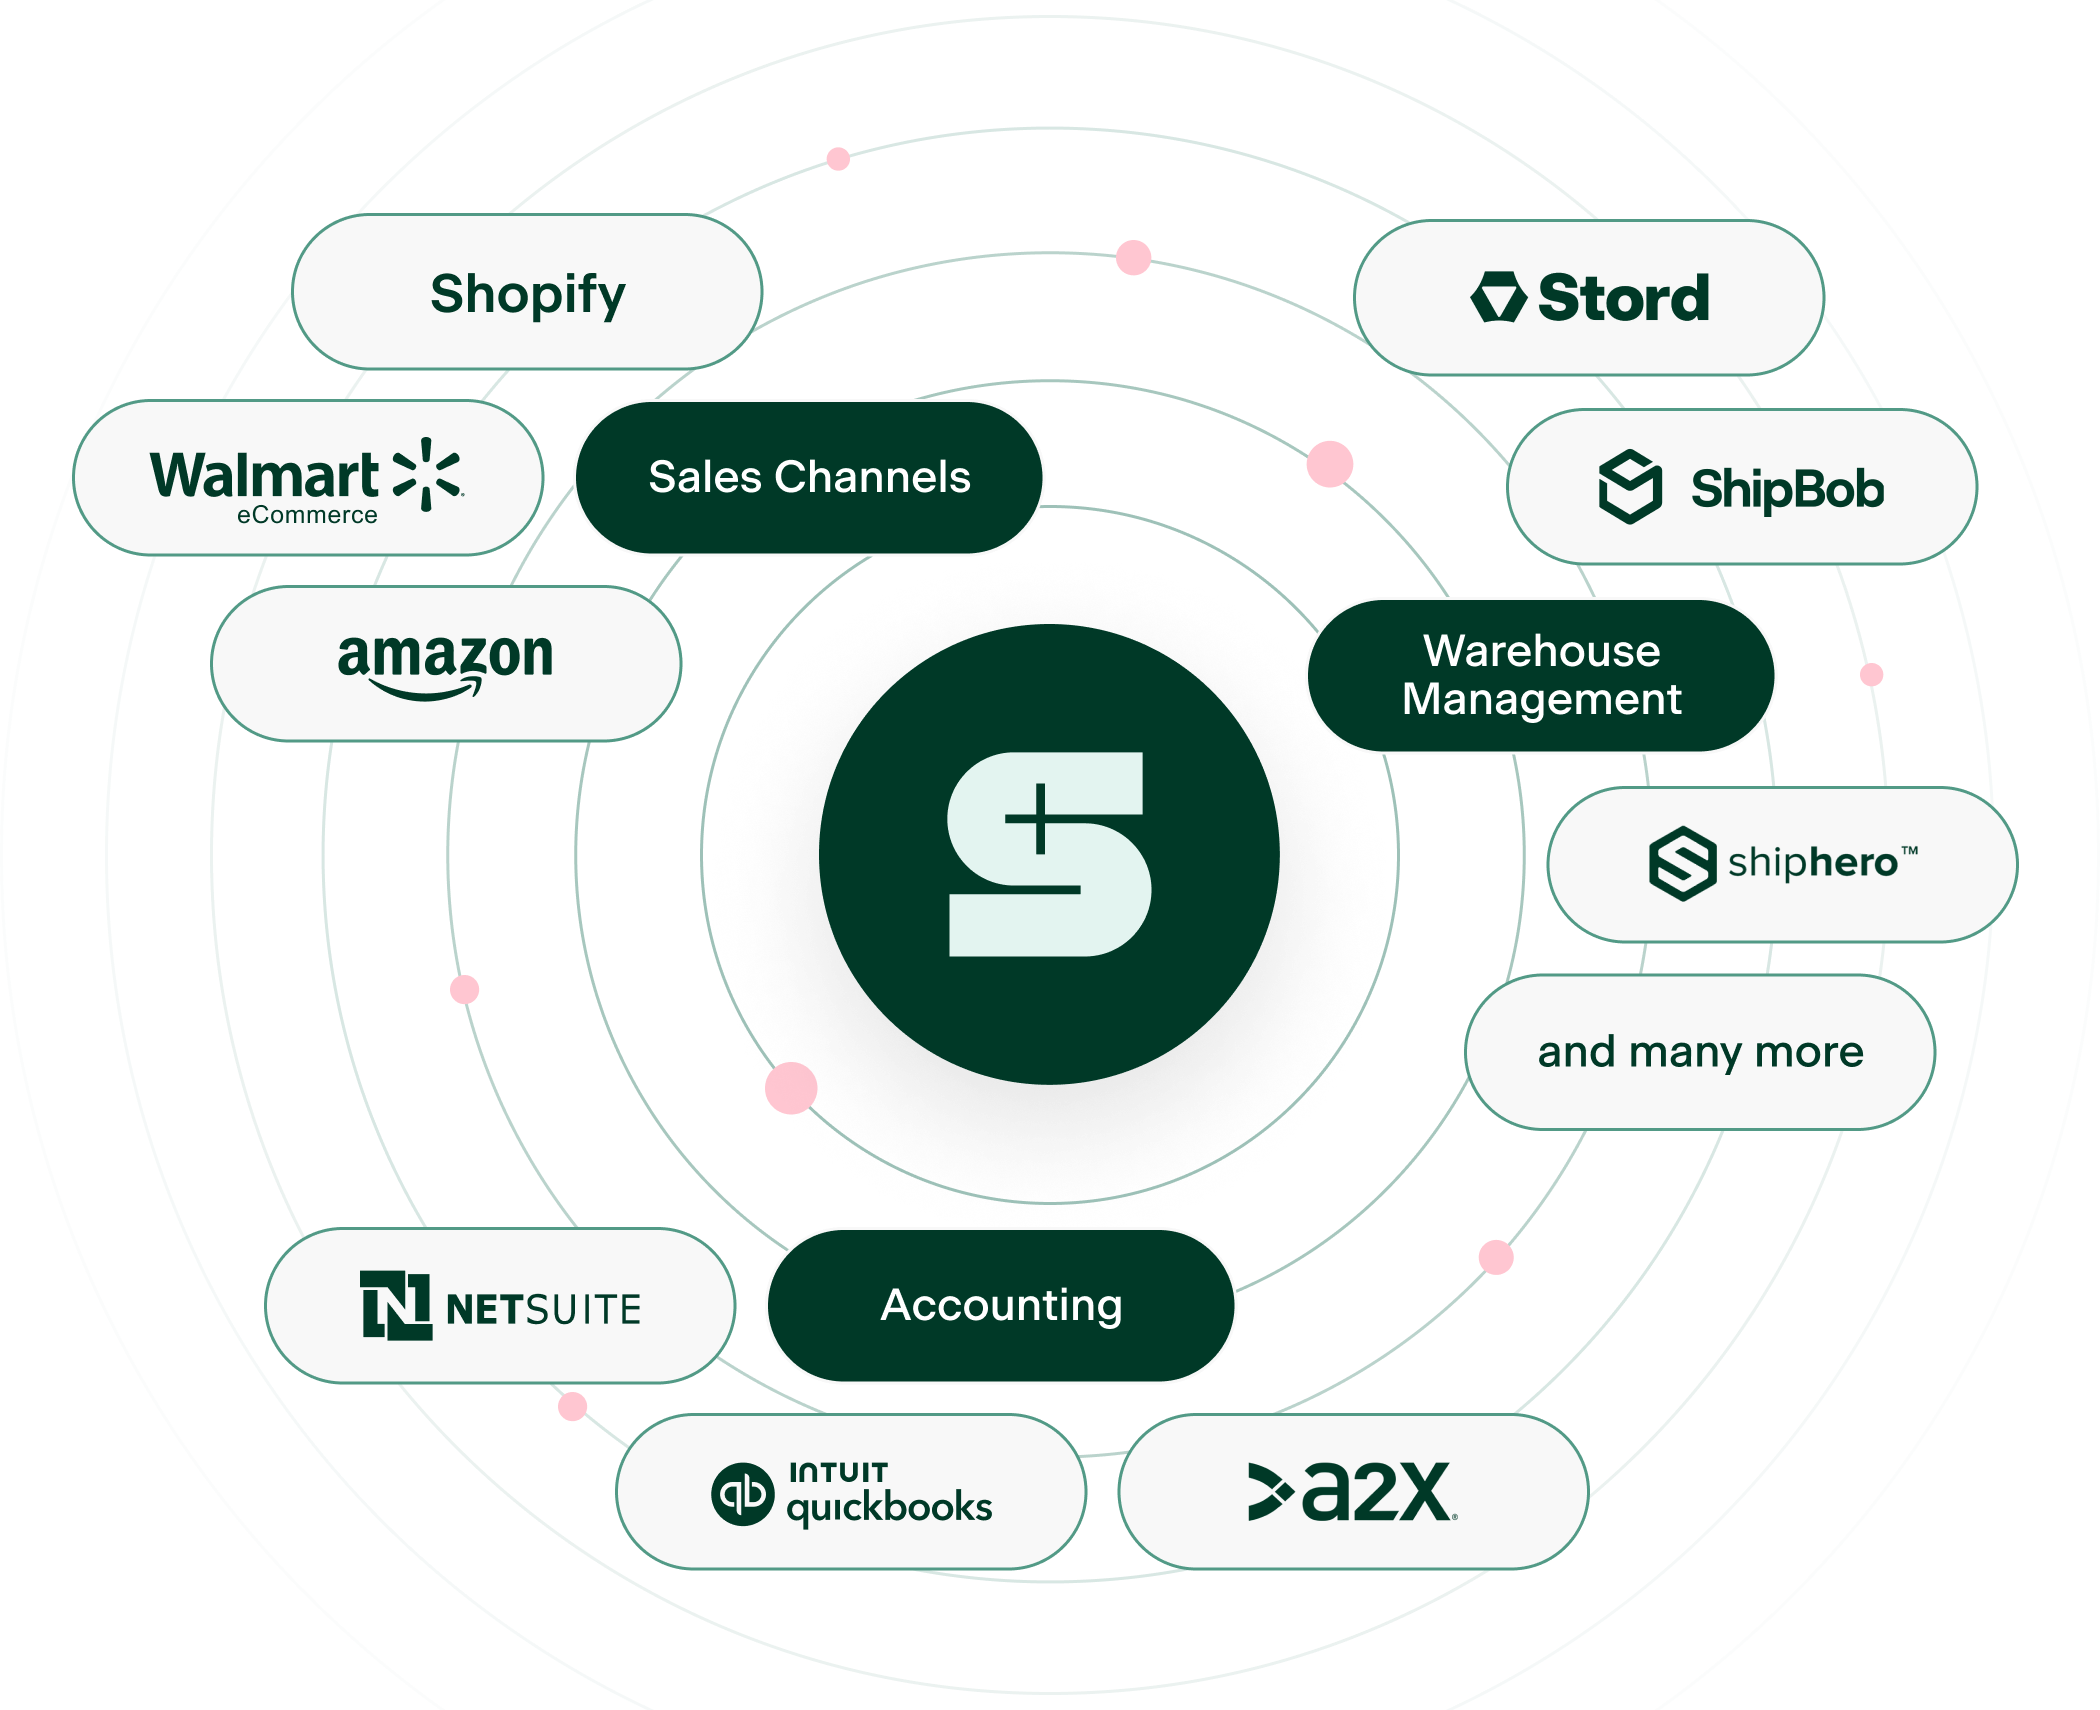 Shopify
Walmart
eCommerce
amazon
Sales Channels
Stord
ShipBob
Warehouse
Management
shiphero™
and many more
S
NETSUITE
Accounting
INTUIT
quickbooks
a2x®